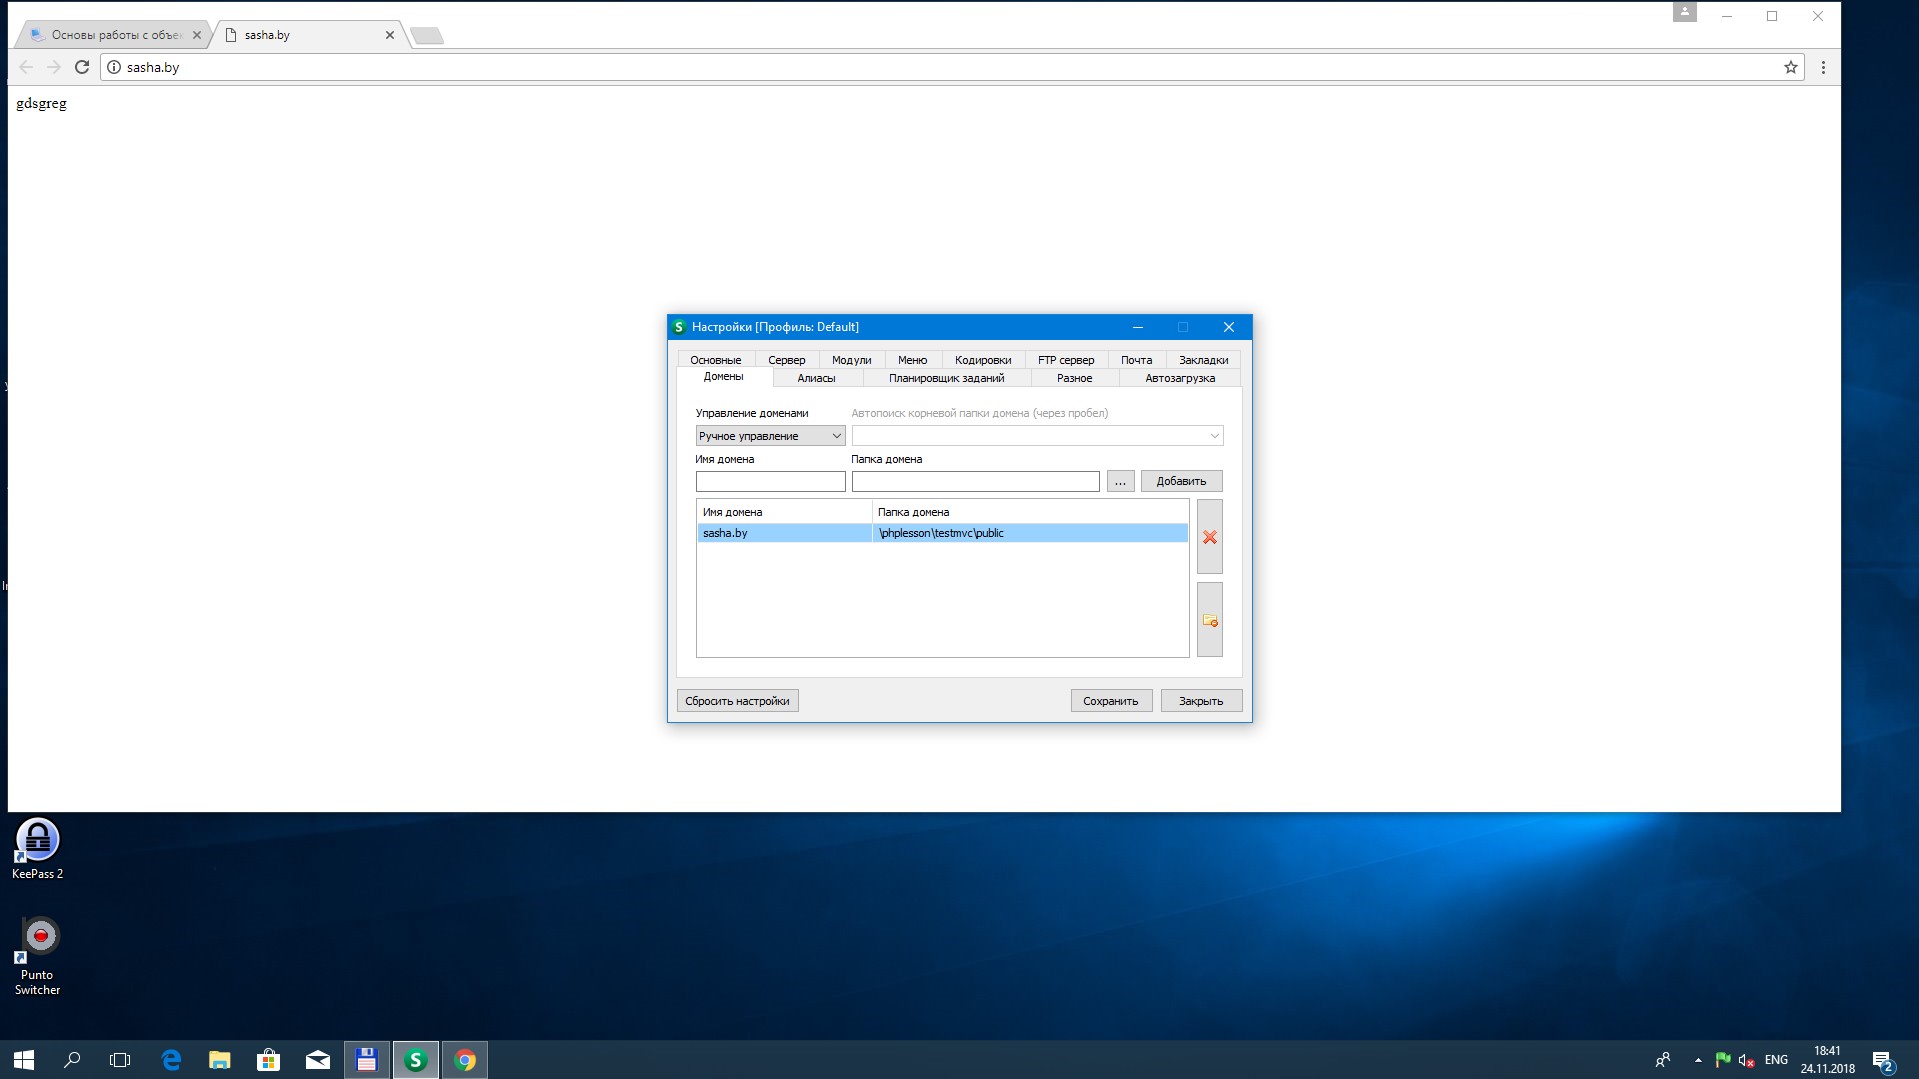 Основы работы с объе
sasha.by
sasha.by
gdsgreg
Настройки [Профиль: Default]
Основные Сервер Модули Меню Кодировки FTP сервер Почта Закладки
Домены Алиасы Планировщик заданий Разное Автозагрузка
Управление доменами Автопоиск корневой папки домена (через пробел)
Ручное управление
Имя домена Папка домена
... Добавить
Имя домена Папка домена
sasha.by \phplesson\testmvc\public
Сбросить настройки Сохранить Закрыть
KeePass 2
Punto
Switcher
ENG
18:41
24.11.2018
2